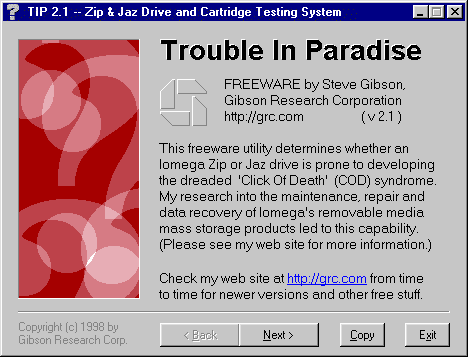 TIP 2.1 -- Zip & Jaz Drive and Cartridge Testing System
Trouble In Paradise
FREEWARE by Steve Gibson,
Gibson Research Corporation
http://grc.com ( v 2.1 )
This freeware utility determines whether an
Iomega Zip or Jaz drive is prone to developing
the dreaded 'Click Of Death' (COD) syndrome.
My research into the maintenance, repair and
data recovery of Iomega's removable media
mass storage products led to this capability.
(Please see my web site for more information.)
Check my web site at http://grc.com from time
to time for newer versions and other free stuff.
Copyright (c) 1998 by
Gibson Research Corp.
< Back Next > Copy Exit